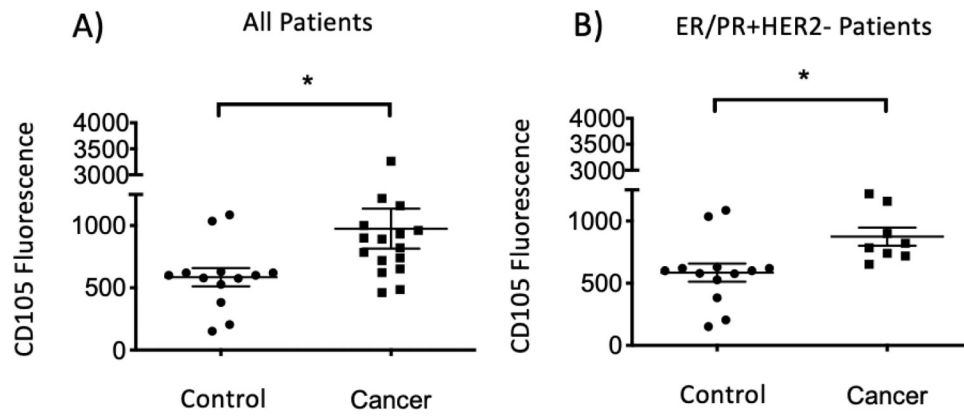 A)
All Patients
*
CD105 Fluorescence
4000
3500
3000
1000
500
0
Control
Cancer
B)
ER/PR+HER2- Patients
*
CD105 Fluorescence
4000
3500
3000
1000
500
0
Control
Cancer